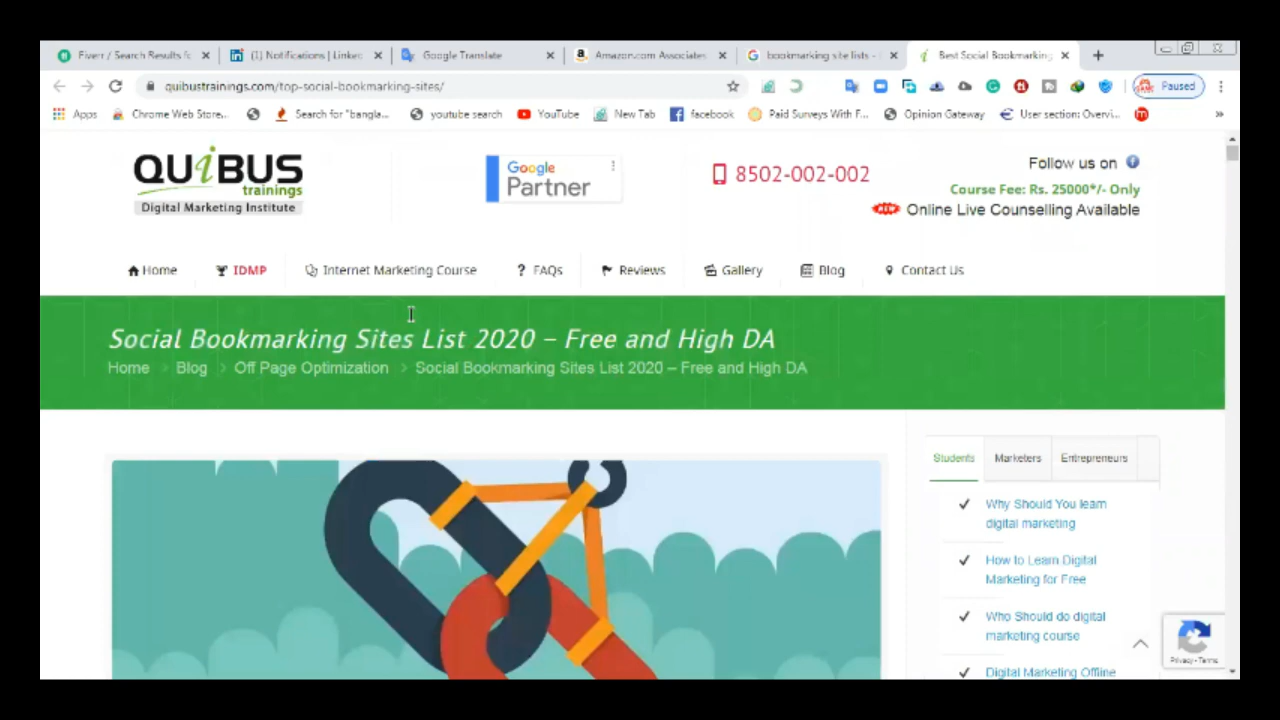 Fiverr / Search Results fo
(1) Notifications | Linked
Google Translate
Amazon.com Associates
bookmarking site lists -
Best Social Bookmarking
quibustrainings.com/top-social-bookmarking-sites/
Paused
Apps
Chrome Web Store...
Search for "bangla...
youtube search
YouTube
New Tab
facebook
Paid Surveys With F...
Opinion Gateway
User section: Overvi...
»
QUiBUS
trainings
Digital Marketing Institute
Google
Partner
8502-002-002
Follow us on
Course Fee: Rs. 25000*/- Only
Online Live Counselling Available
Home
IDMP
Internet Marketing Course
? FAQs
Reviews
Gallery
Blog
Contact Us
Social Bookmarking Sites List 2020 – Free and High DA
Home > Blog > Off Page Optimization > Social Bookmarking Sites List 2020 – Free and High DA
Students
Marketers
Entrepreneurs
Why Should You learn
digital marketing
How to Learn Digital
Marketing for Free
Who Should do digital
marketing course
Digital Marketing Offline
Privacy - Terms